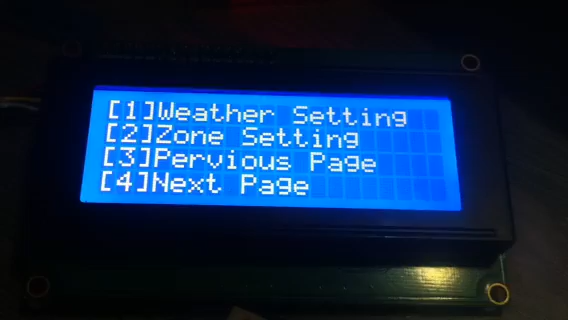 [1]Weather Setting
[2]Zone Setting
[3]Pervious Page
[4]Next Page